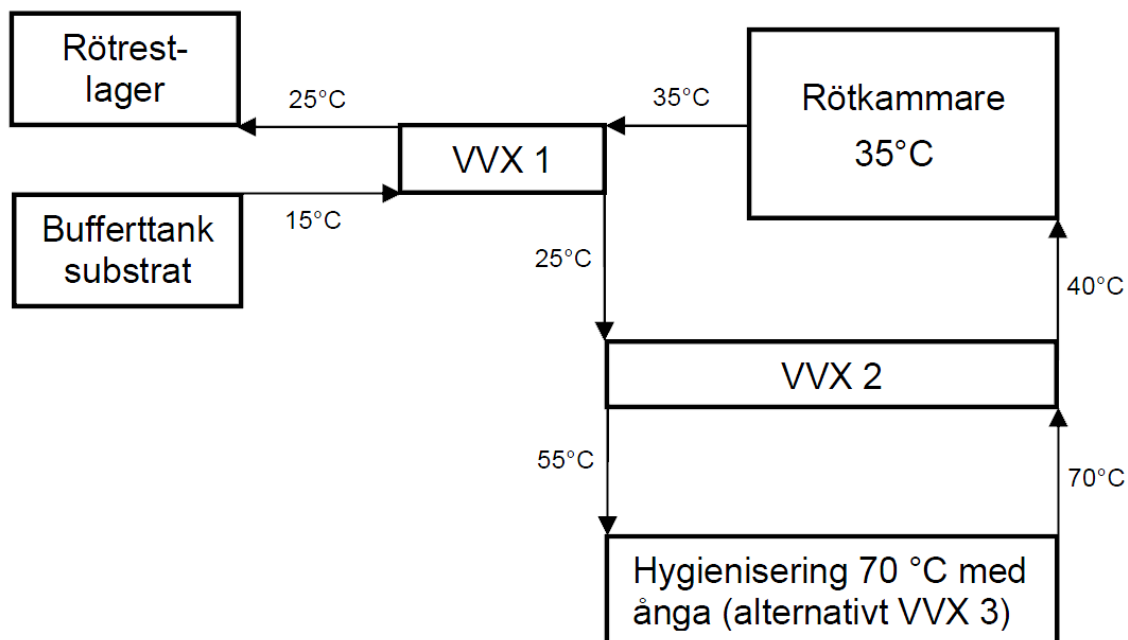 Rötrest-
lager
25°C
35°C
Rötkammare
35°C
VVX 1
Bufferttank
substrat
15°C
25°C
40°C
VVX 2
55°C
70°C
Hygienisering 70 °C med
ånga (alternativt VVX 3)